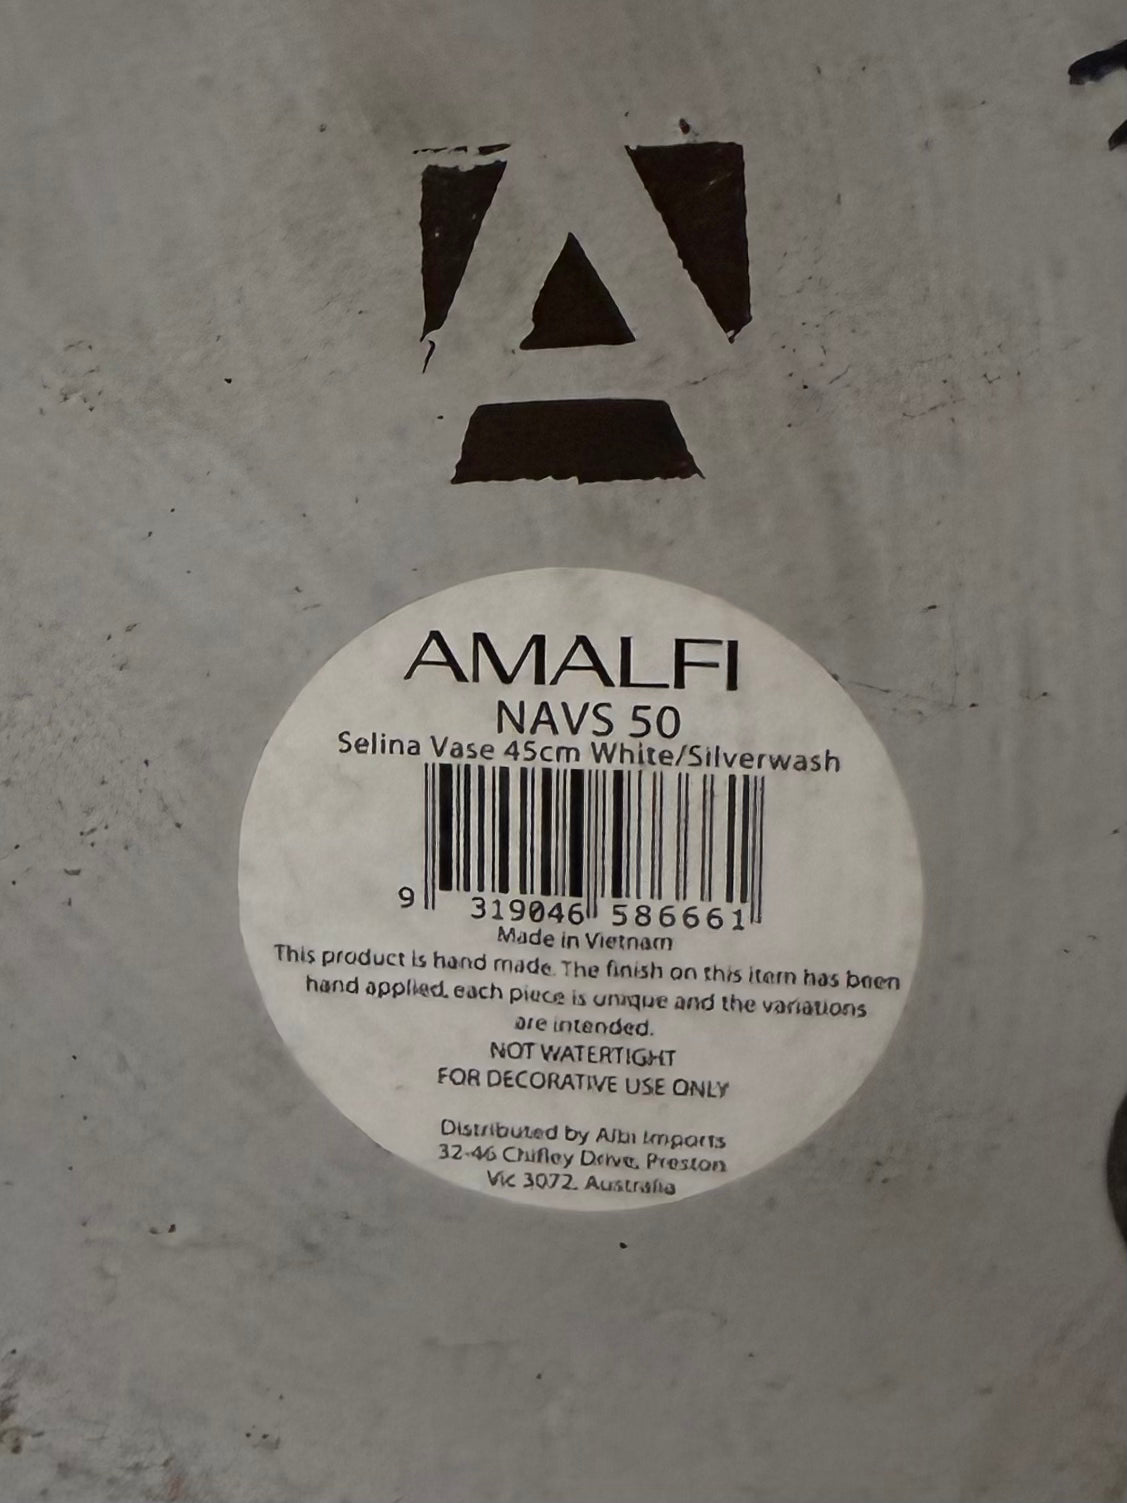 AMALFI
NAVS 50
Selina Vase 45cm White/Silverwash
9 319046 586661
Made in Vietnam
This product is hand made. The finish on this item has been
hand applied, each piece is unique and the variations
are intended.
NOT WATERTIGHT
FOR DECORATIVE USE ONLY
Distributed by Albi Imports
32-46 Chifley Drive, Preston
Vic 3072, Australia